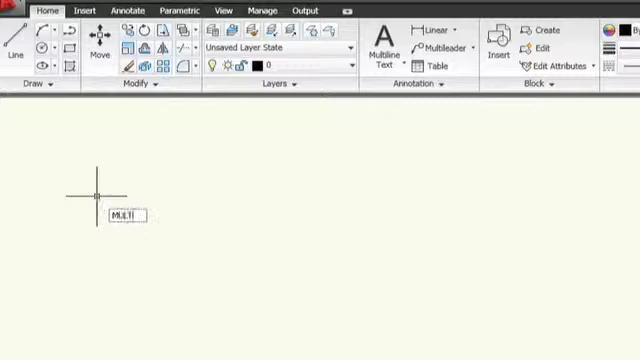 Home Insert Annotate Parametric View Manage Output
Line
Move
Unsaved Layer State
0
A
Multiline
Text
Linear
Multileader
Table
Insert
Create
Edit
Edit Attributes
Draw
Modify
Layers
Annotation
Block
MULTI